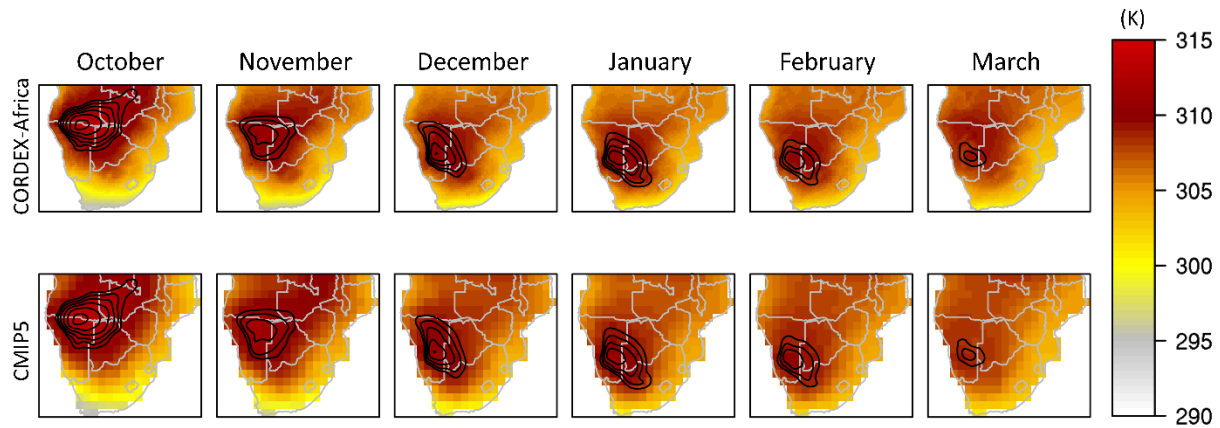 (K)
October November December January February March
CORDEX-Africa
CMIP5
315
310
305
300
295
290